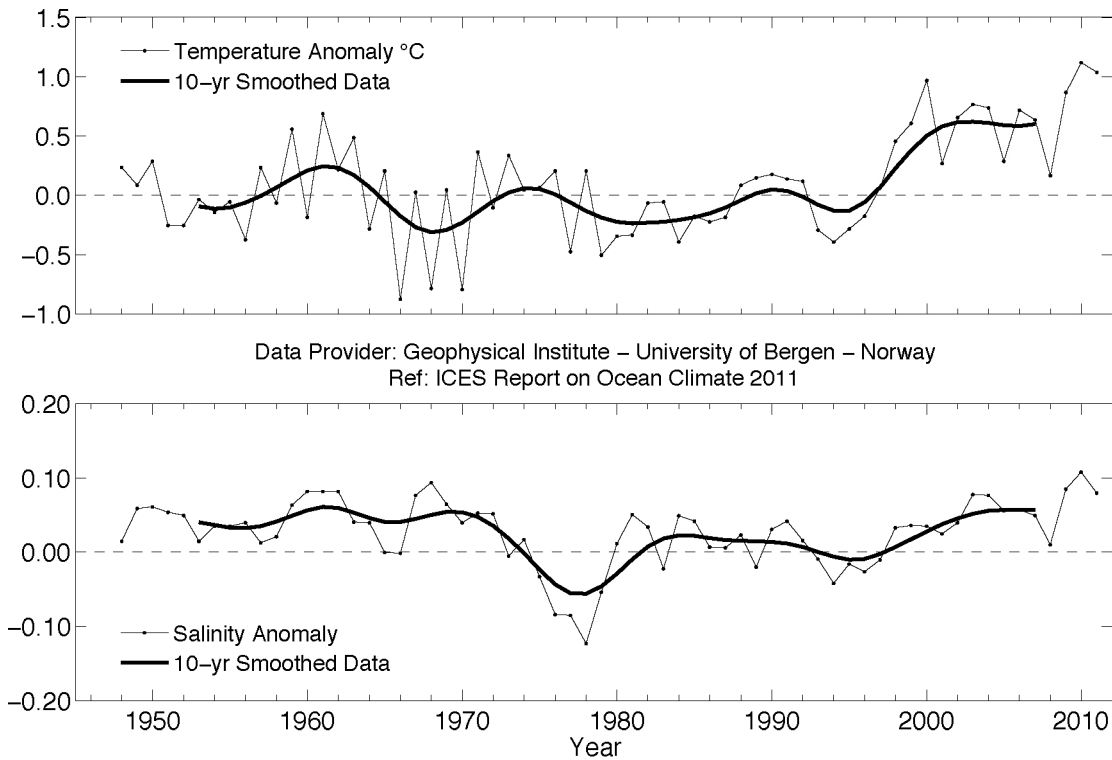 1.5
Temperature Anomaly °C
1.0
10−yr Smoothed Data
0.5
0.0
−0.5
−1.0
Data Provider: Geophysical Institute − University of Bergen − Norway
Ref: ICES Report on Ocean Climate 2011
0.20
0.10
0.00
−0.10
Salinity Anomaly
10−yr Smoothed Data
−0.20
1950 1960 1970 1980 1990 2000 2010
Year